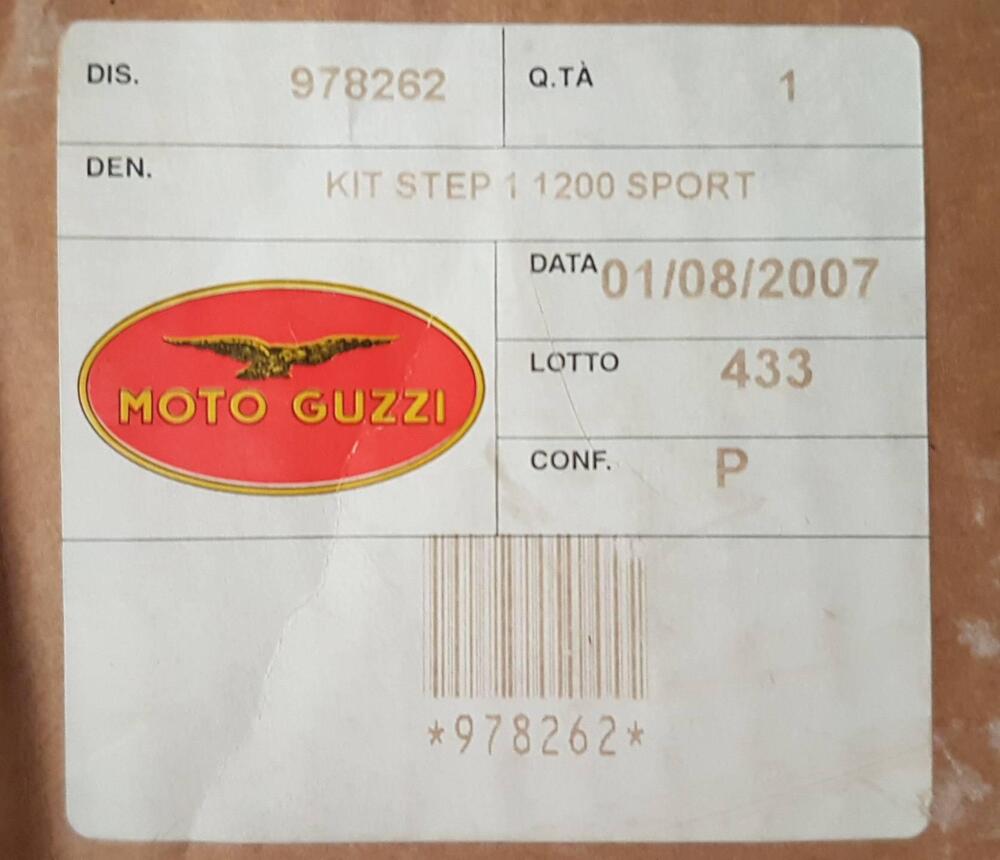 DIS. 978262 Q.TÀ 1
DEN. KIT STEP 1 1200 SPORT
DATA 01/08/2007
MOTO GUZZI
LOTTO 433
CONF. P
*978262*